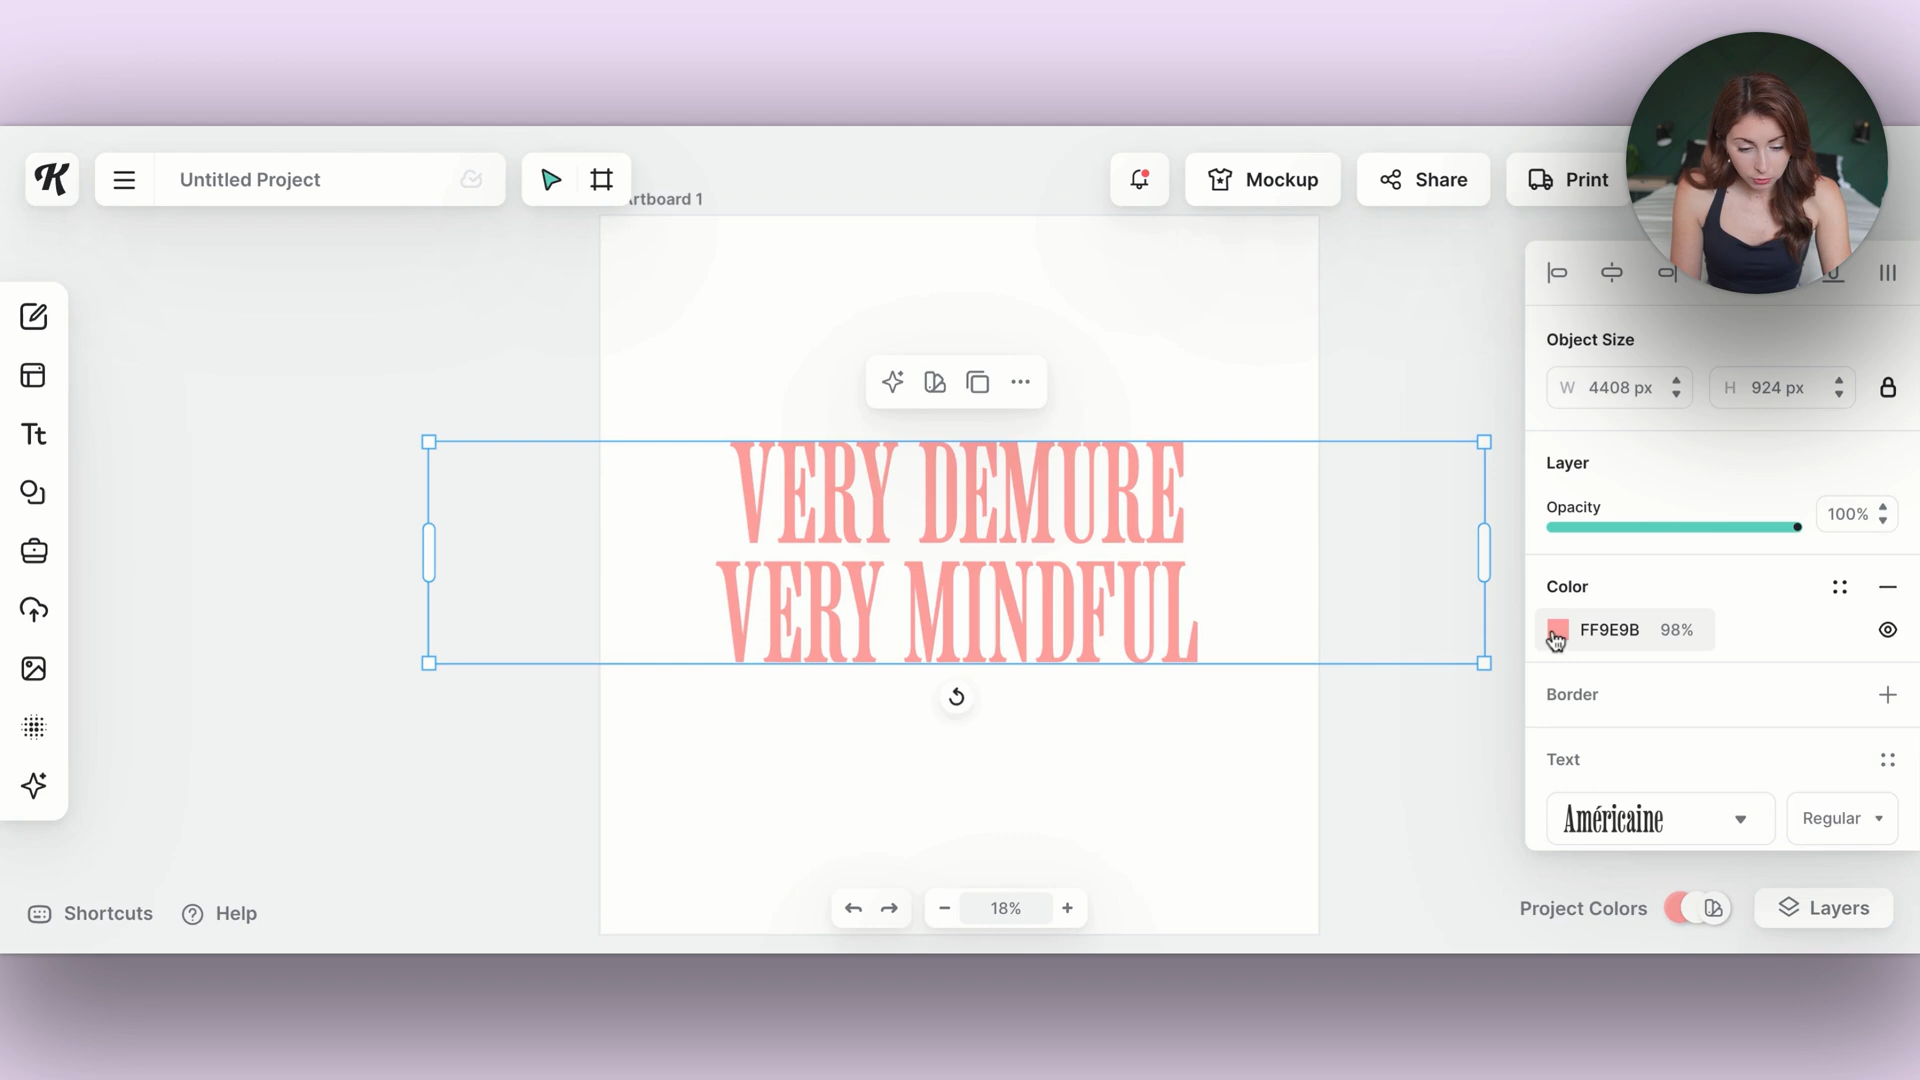 K
Untitled Project
rtboard 1
Mockup
Share
Print
Object Size
W 4408 px
H 924 px
Layer
Opacity
100%
VERY DEMURE
VERY MINDFUL
Color
FF9E9B 98%
Border
Text
Tt
Américaine
Regular
Shortcuts
Help
18%
Project Colors
Layers